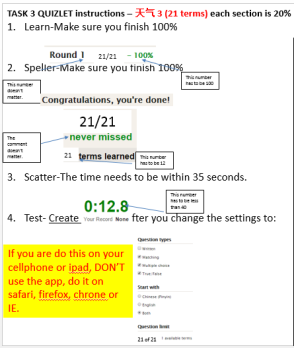 TASK 3 QUIZLET instructions – 天气 3 (21 terms) each section is 20%
1. Learn-Make sure you finish 100%
Round 1 21/21 - 100%
2. Speller-Make sure you finish 100%
This number doesn't matter.
This number has to be 100
Congratulations, you're done!
21/21
never missed
The comment doesn't matter.
21 terms learned
This number has to be 12
3. Scatter-The time needs to be within 35 seconds.
0:12.8
This number has to be less than 40
4. Test- Create Your Record None fter you change the settings to:
If you are do this on your
cellphone or ipad, DON'T
use the app, do it on
safari, firefox, chrone or
IE.
Question types
Written
Matching
Multiple choice
True/False
Start with
Chinese (Pinyin)
English
Both
Question limit
21 of 21 available terms